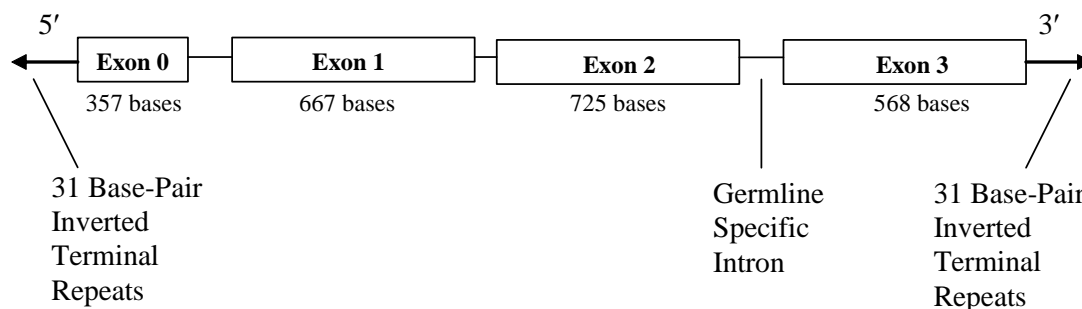 5′
3′
Exon 0
Exon 1
Exon 2
Exon 3
357 bases
667 bases
725 bases
568 bases
31 Base-Pair
Inverted
Terminal
Repeats
Germline
Specific
Intron
31 Base-Pair
Inverted
Terminal
Repeats